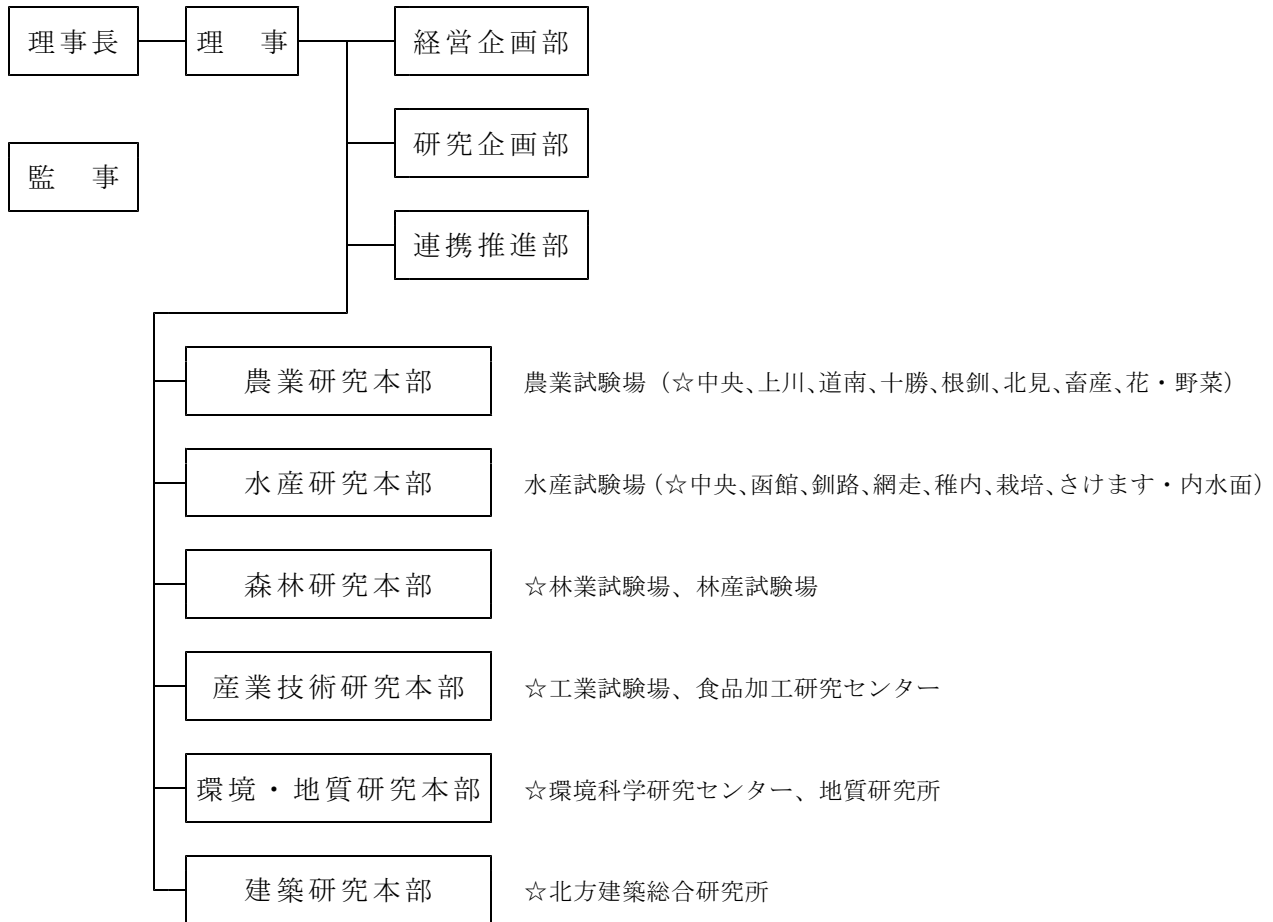 理事長 理　事 経営企画部
研究企画部
監　事
連携推進部
農業研究本部 農業試験場（☆中央、上川、道南、十勝、根釧、北見、畜産、花・野菜）
水産研究本部 水産試験場（☆中央、函館、釧路、網走、稚内、栽培、さけます・内水面）
森林研究本部 ☆林業試験場、林産試験場
産業技術研究本部 ☆工業試験場、食品加工研究センター
環境・地質研究本部 ☆環境科学研究センター、地質研究所
建築研究本部 ☆北方建築総合研究所